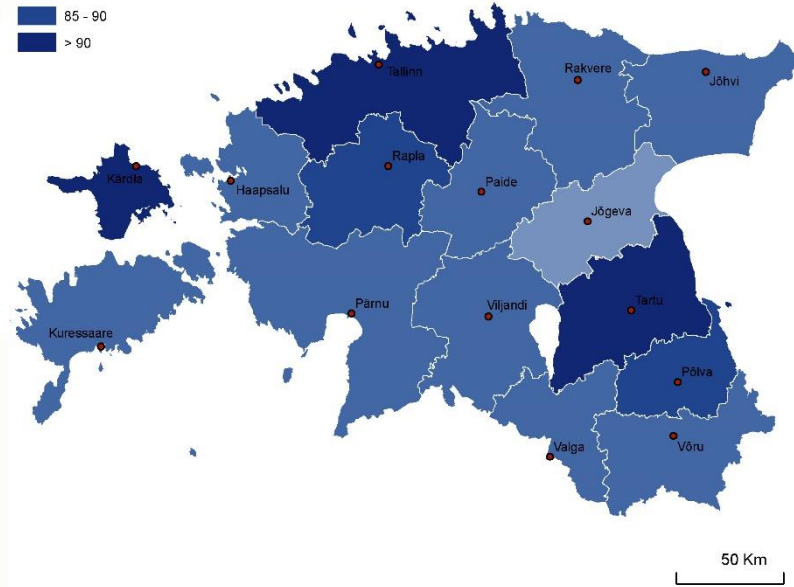 85 - 90
> 90
Tallinn
Rakvere
Jõhvi
Kärdla
Rapla
Haapsalu
Paide
Jõgeva
Kuressaare
Pärnu
Viljandi
Tartu
Põlva
Valga
Võru
50 Km